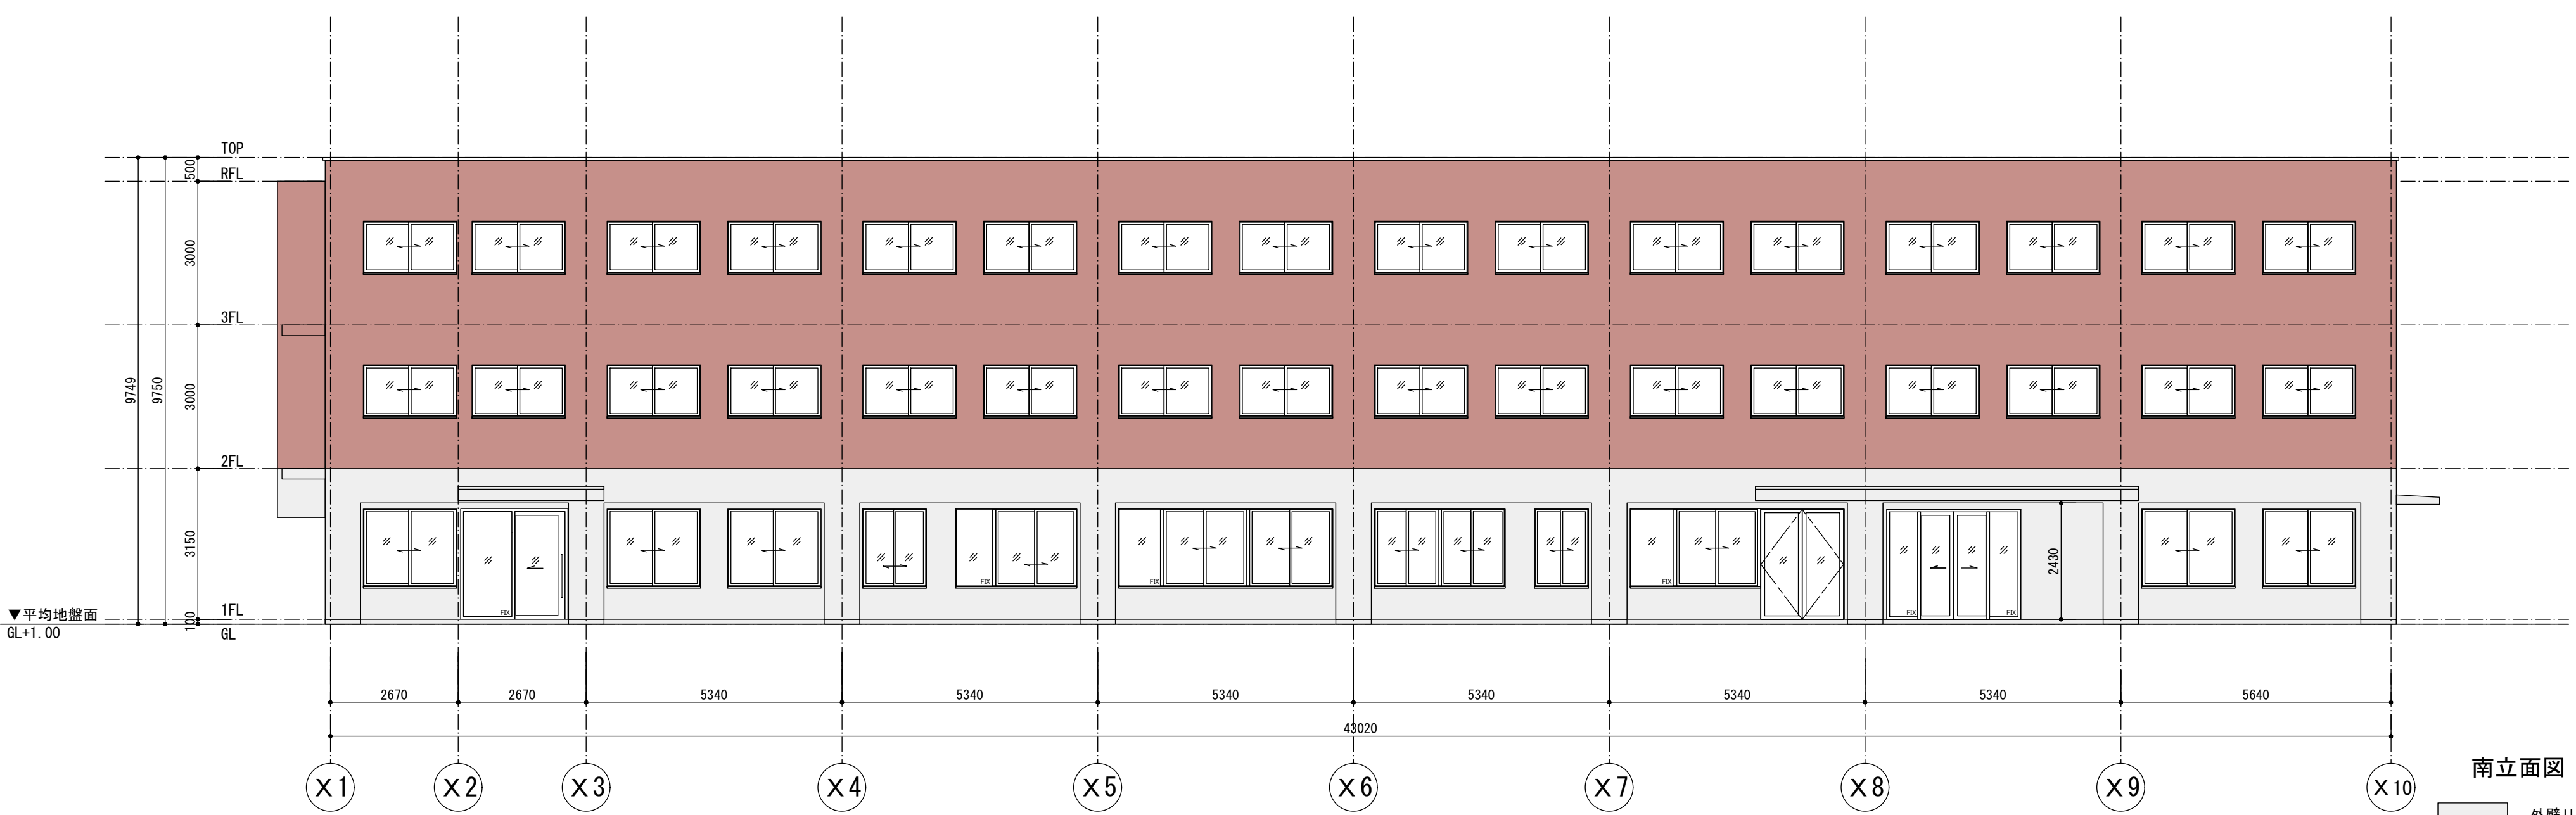 TOP
500
RFL
3000
3FL
9749
9750
3000
2FL
3150
▼平均地盤面
1FL
100
GL+1.00
GL
FIX
FIX
FIX
FIX
FIX
FIX
2430
2670
2670
5340
5340
5340
5340
5340
5340
5640
43020
X1
X2
X3
X4
X5
X6
X7
X8
X9
X10
南立面図